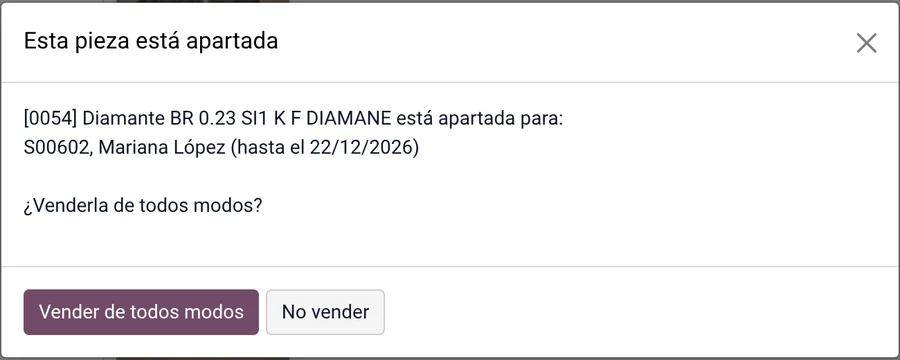 Esta pieza está apartada
[0054] Diamante BR 0.23 SI1 K F DIAMANE está apartada para:
S00602, Mariana López (hasta el 22/12/2026)
¿Venderla de todos modos?
Vender de todos modos
No vender